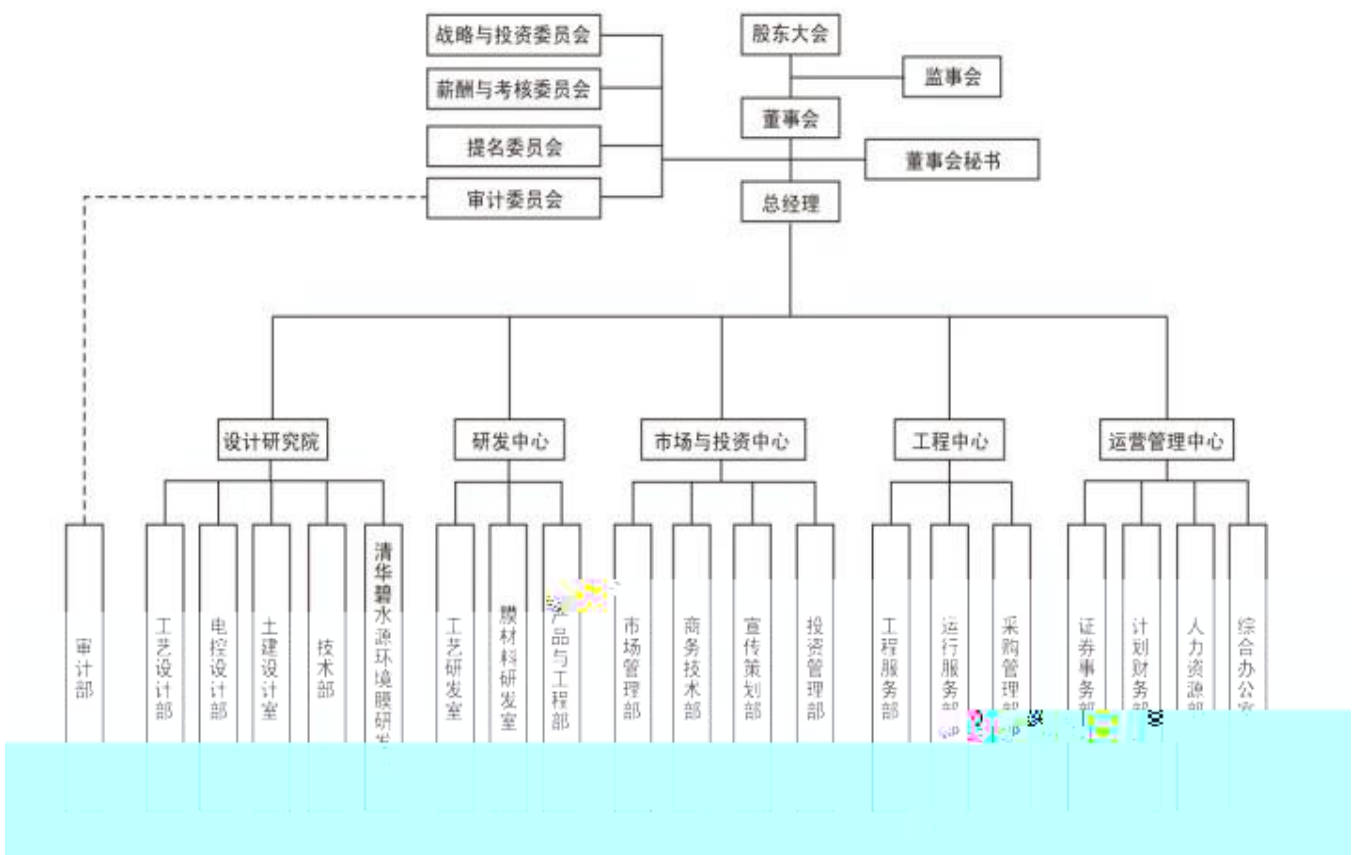 战略与投资委员会
股东大会
监事会
薪酬与考核委员会
董事会
提名委员会
董事会秘书
审计委员会
总经理
设计研究院
研发中心
市场与投资中心
工程中心
运营管理中心
审计部
工艺设计部
电控设计部
土建设计室
技术部
清华碧水源环境膜研发
工艺研发室
膜材料研发室
产品与工程部
市场管理部
商务技术部
宣传策划部
投资管理部
工程服务部
运行服务部
采购管理部
证券事务部
计划财务部
人力资源部
综合办公室